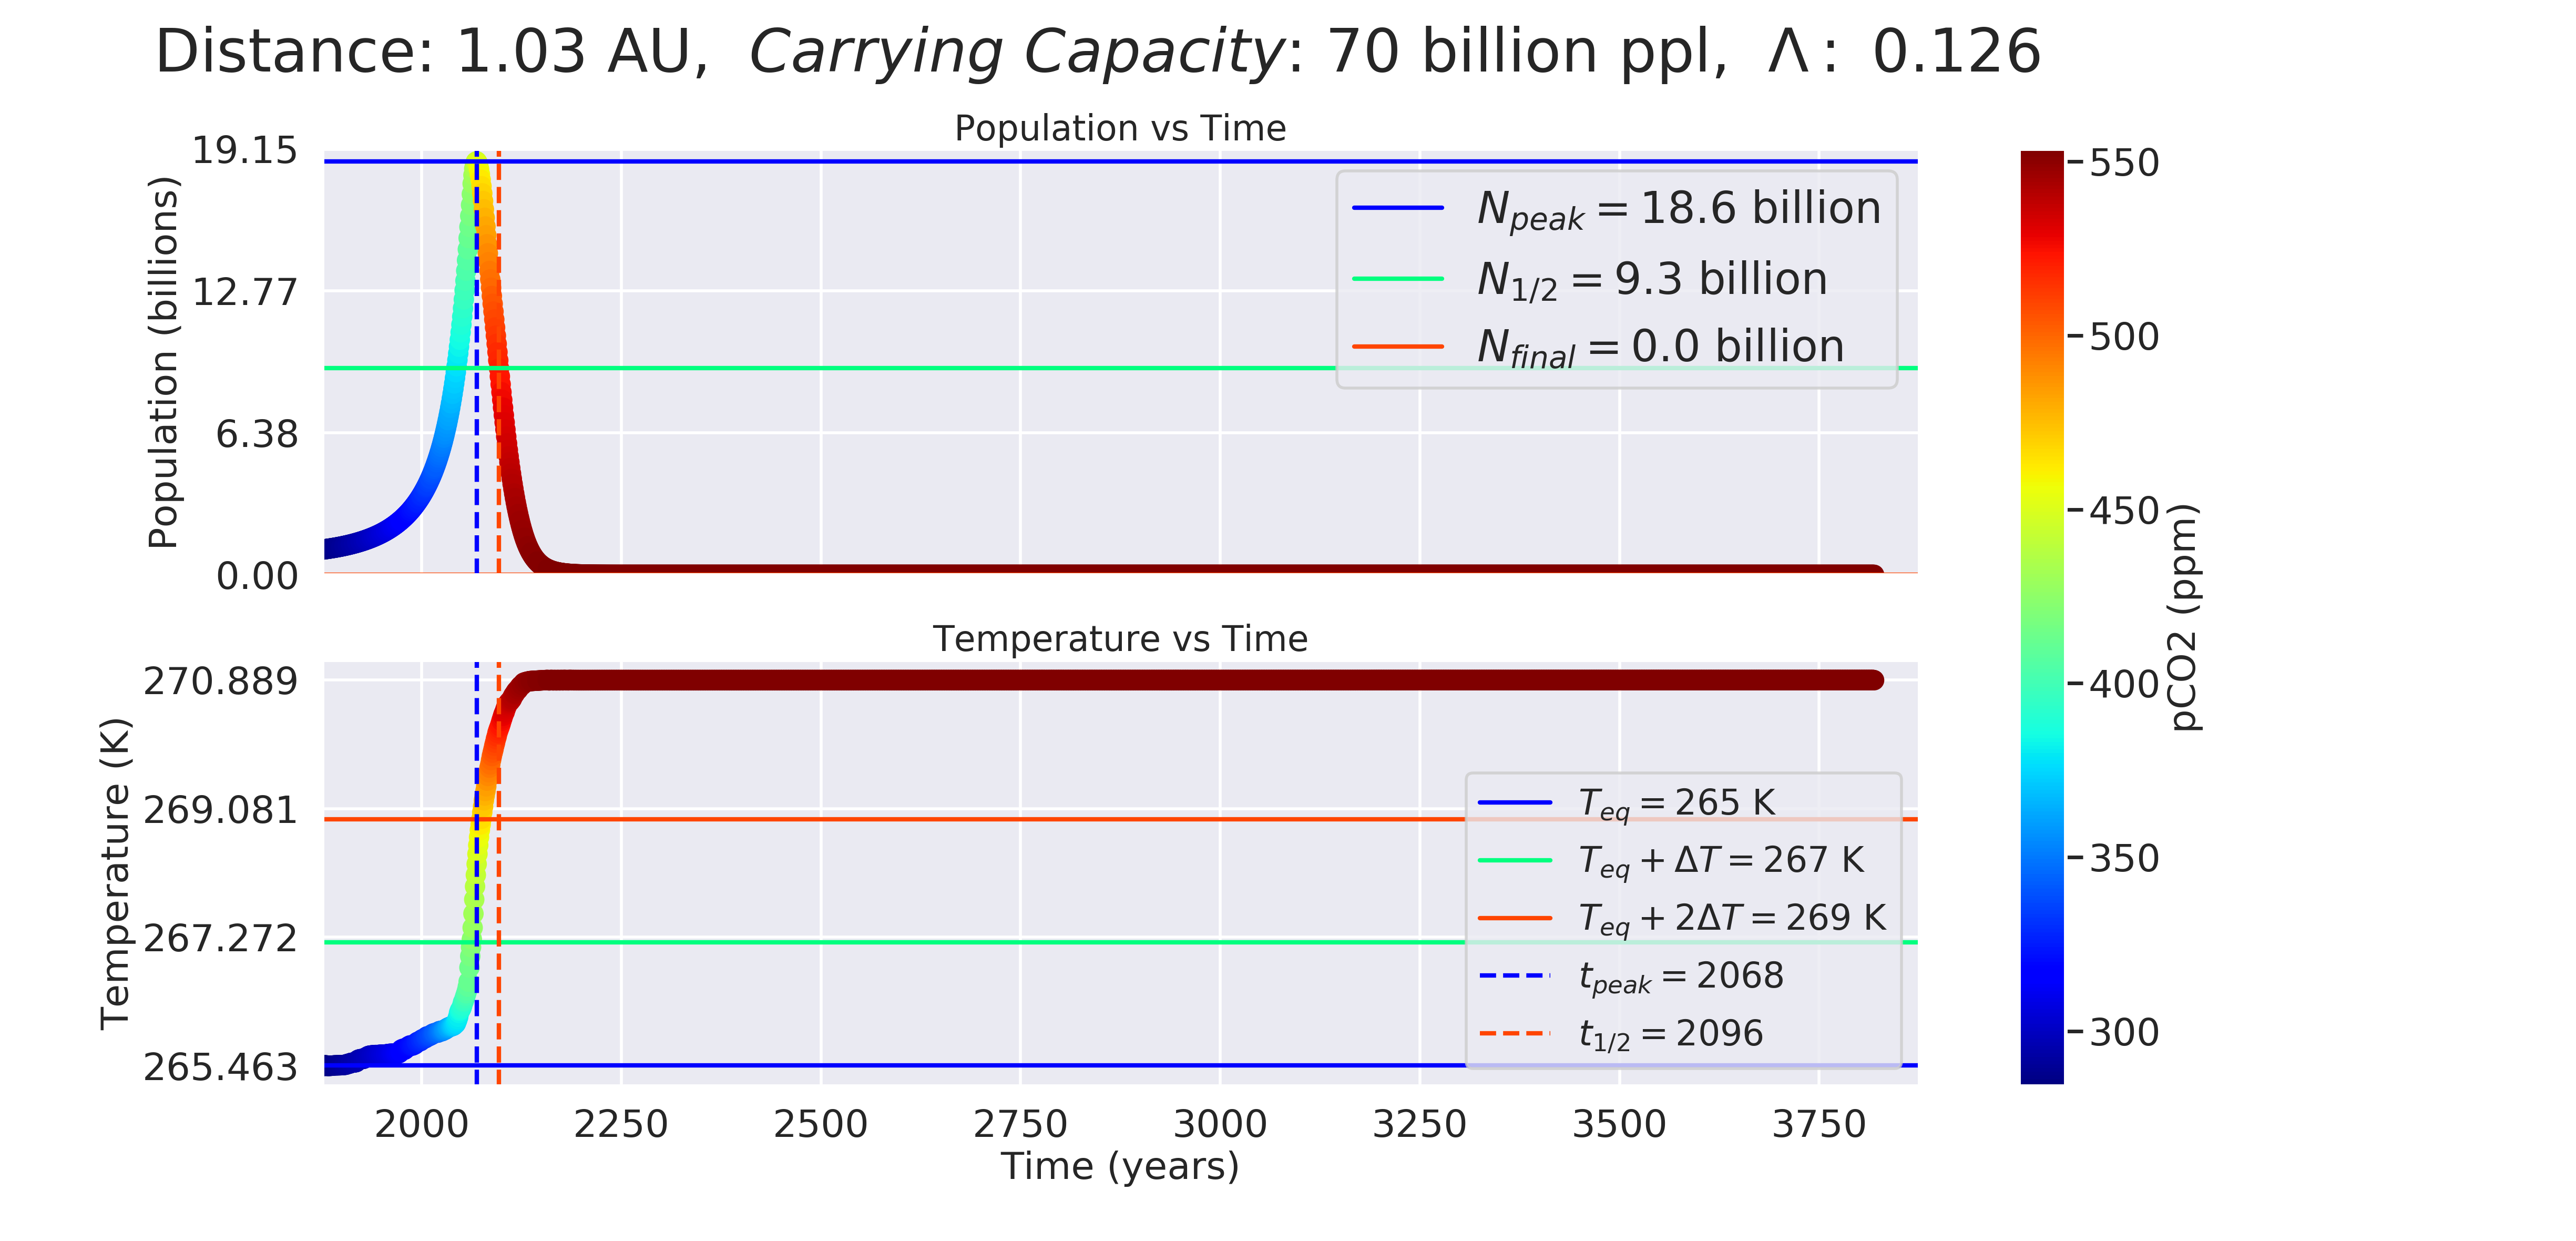 Distance: 1.03 AU, Carrying Capacity: 70 billion ppl, Λ: 0.126
Population vs Time
Population (billions)
19.15
12.77
6.38
0.00
N_peak = 18.6 billion
N_1/2 = 9.3 billion
N_final = 0.0 billion
Temperature vs Time
Temperature (K)
270.889
269.081
267.272
265.463
T_eq = 265 K
T_eq + ΔT = 267 K
T_eq + 2ΔT = 269 K
t_peak = 2068
t_1/2 = 2096
2000 2250 2500 2750 3000 3250 3500 3750
Time (years)
550
500
450
400
350
300
pCO2 (ppm)